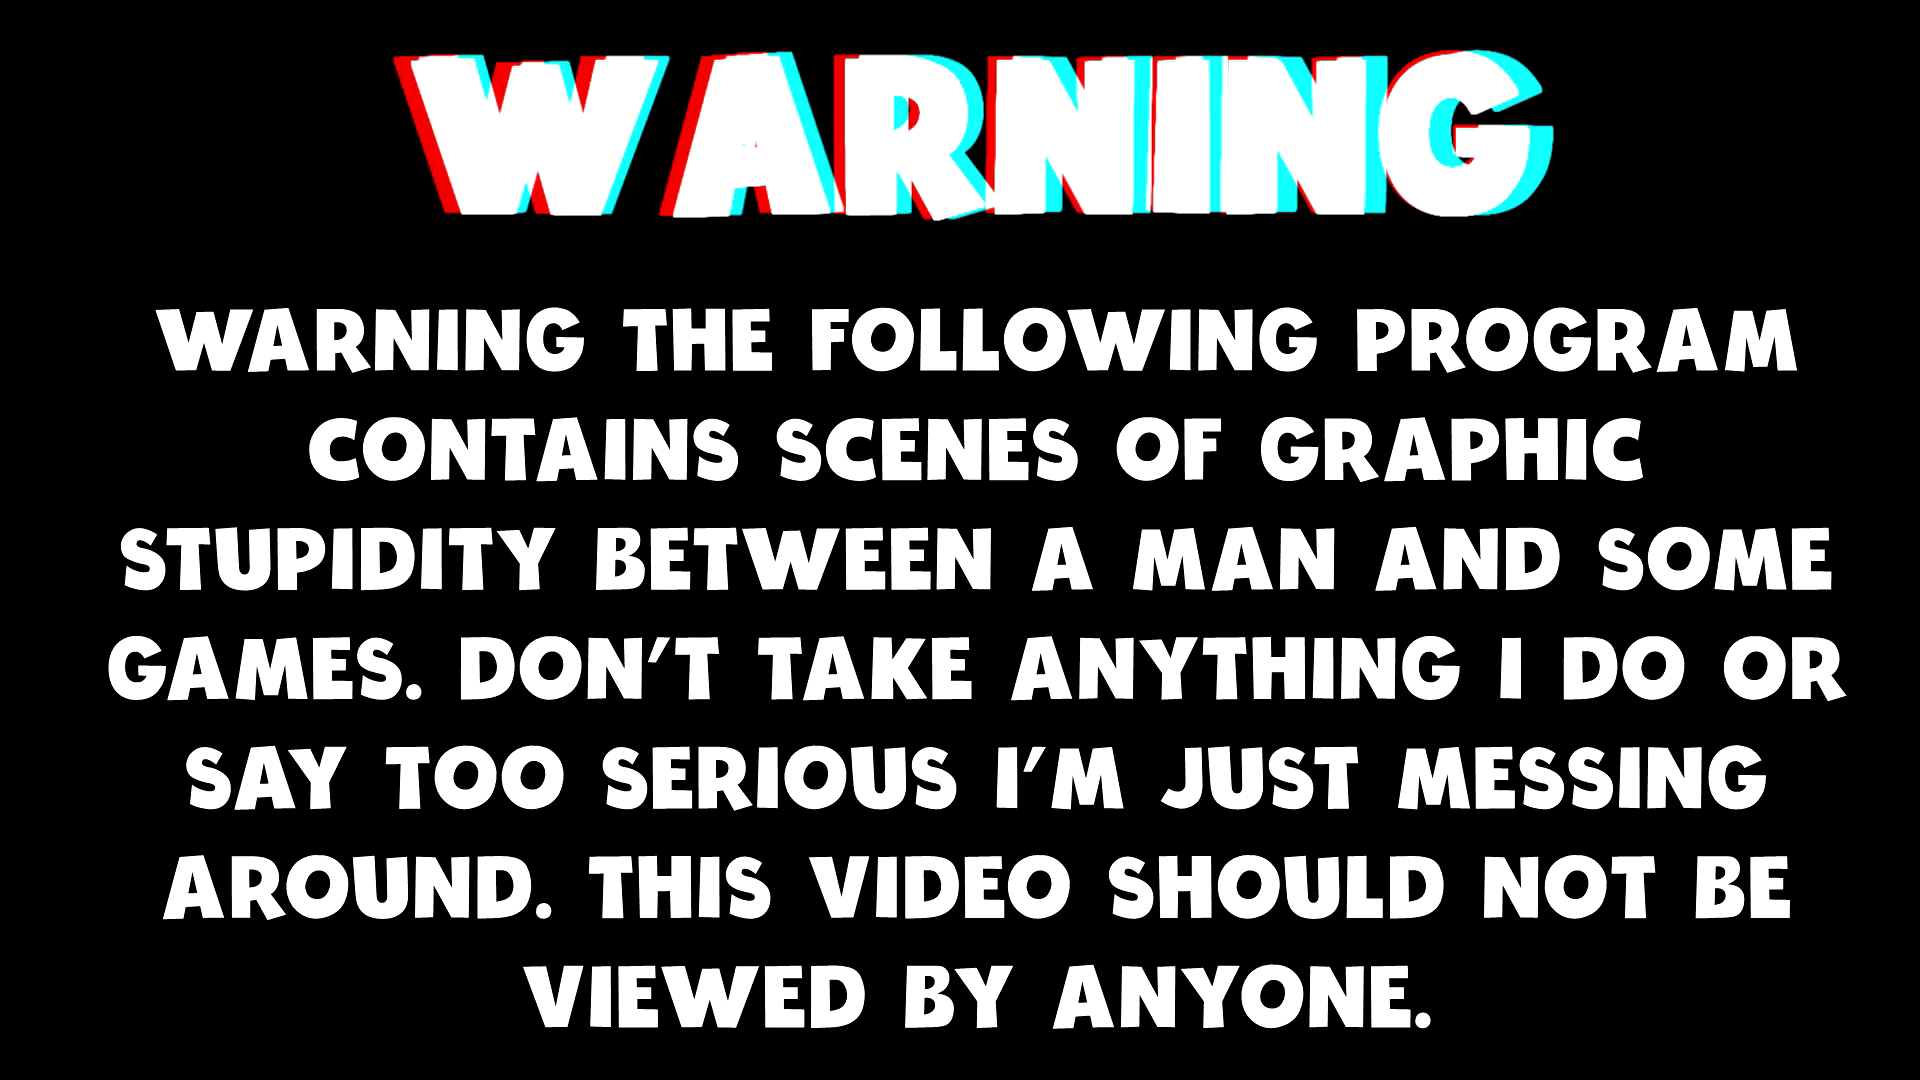 WARNING
WARNING THE FOLLOWING PROGRAM
CONTAINS SCENES OF GRAPHIC
STUPIDITY BETWEEN A MAN AND SOME
GAMES. DON'T TAKE ANYTHING I DO OR
SAY TOO SERIOUS I'M JUST MESSING
AROUND. THIS VIDEO SHOULD NOT BE
VIEWED BY ANYONE.